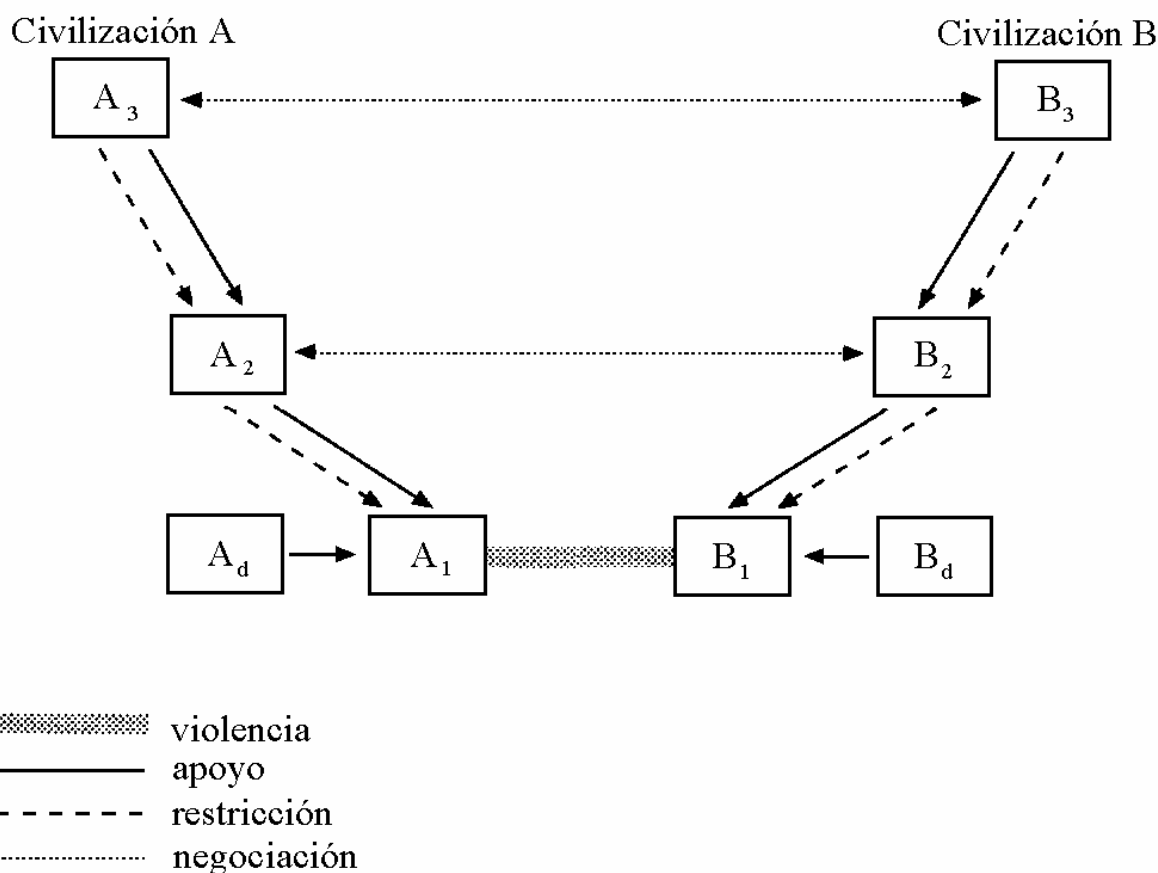 Civilización A
Civilización B
A3
B3
A2
B2
Ad
A1
B1
Bd
violencia
apoyo
restricción
negociación